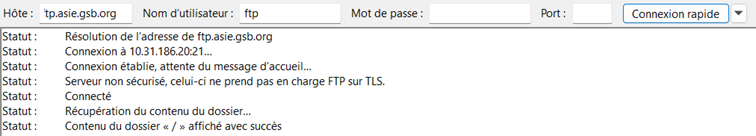 Hôte : ftp.asie.gsb.org Nom d'utilisateur : ftp Mot de passe : Port : Connexion rapide
Statut : Résolution de l'adresse de ftp.asie.gsb.org
Statut : Connexion à 10.31.186.20:21...
Statut : Connexion établie, attente du message d'accueil...
Statut : Serveur non sécurisé, celui-ci ne prend pas en charge FTP sur TLS.
Statut : Connecté
Statut : Récupération du contenu du dossier...
Statut : Contenu du dossier « / » affiché avec succès